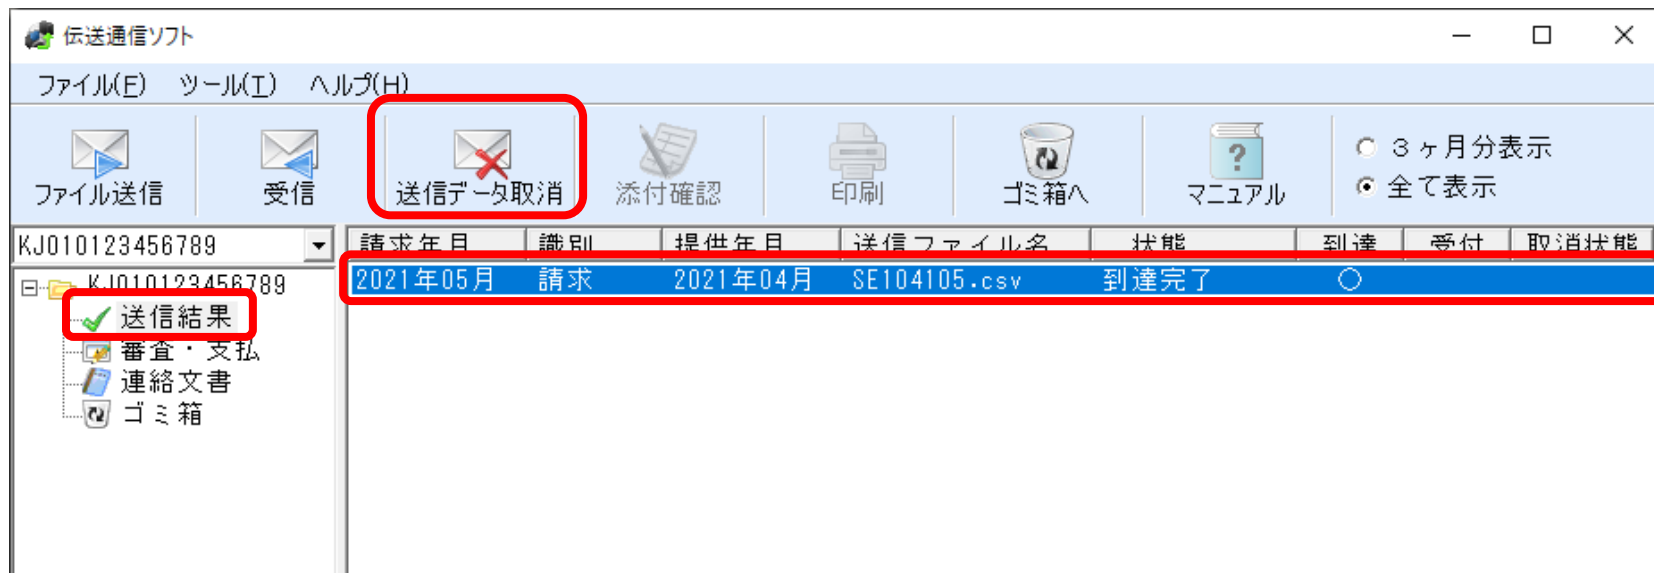 伝送通信ソフト
ファイル(F) ツール(T) ヘルプ(H)
ファイル送信 受信 送信データ取消 添付確認 印刷 ゴミ箱へ マニュアル
3ヶ月分表示
全て表示
KJ010123456789
請求年月 識別 提供年月 送信ファイル名 状態 到達 受付 取消状態
2021年05月 請求 2021年04月 SE104105.csv 到達完了 ○
KJ010123456789
送信結果
審査・支払
連絡文書
ゴミ箱